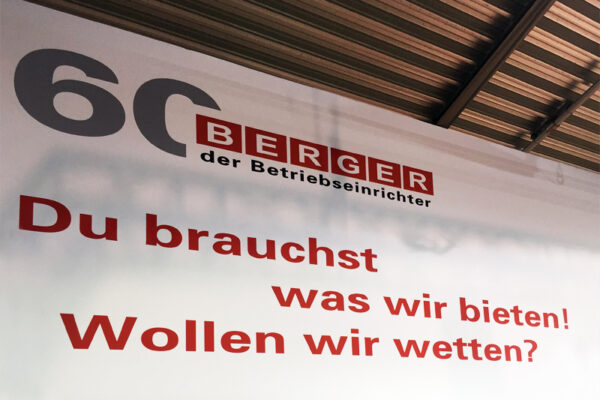 60
BERGER
der Betriebseinrichter
Du brauchst
was wir bieten!
Wollen wir wetten?